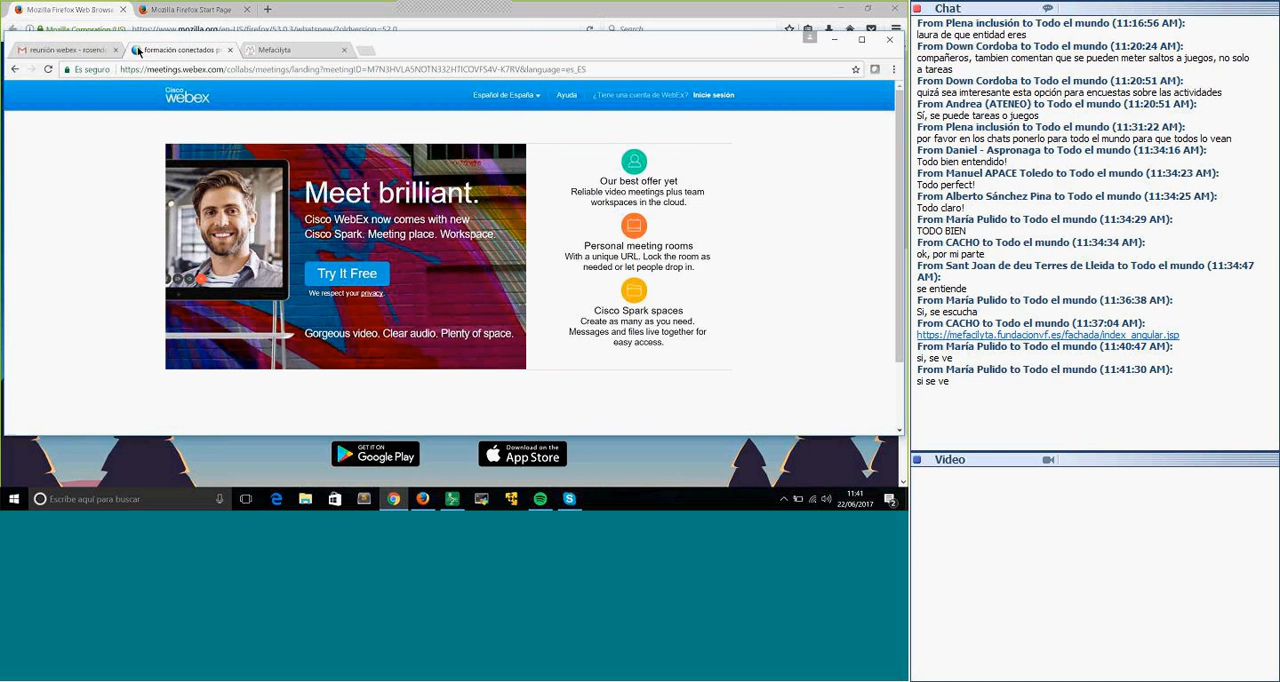 Mozilla Firefox Web Browse
Mozilla Firefox Start Page
Mozilla Corporation (US)
https://www.mozilla.org/en-US/firefox/53.0.3/whatsnew/?oldversion=52.0
Search
reunión webex - rosend
formación conectados p
Mefacilyta
Es seguro
https://meetings.webex.com/collabs/meetings/landing?meetingID=M7N3HVLA5NOTN332HTICOVFS4V-K7RV&language=es_ES
Cisco
webex
Español de España
Ayuda
¿Tiene una cuenta de WebEx? Inicie sesión
Meet brilliant.
Cisco WebEx now comes with new
Cisco Spark. Meeting place. Workspace.
Try It Free
We respect your privacy.
Gorgeous video. Clear audio. Plenty of space.
Our best offer yet
Reliable video meetings plus team
workspaces in the cloud.
Personal meeting rooms
With a unique URL. Lock the room as
needed or let people drop in.
Cisco Spark spaces
Create as many as you need.
Messages and files live together for
easy access.
GET IT ON
Google Play
Download on the
App Store
Escribe aquí para buscar
11:41
22/06/2017
2
Chat
From Plena inclusión to Todo el mundo (11:16:56 AM):
laura de que entidad eres
From Down Cordoba to Todo el mundo (11:20:24 AM):
compañeros, tambien comentan que se pueden meter saltos a juegos, no solo
a tareas
From Down Cordoba to Todo el mundo (11:20:51 AM):
quizá sea interesante esta opción para encuestas sobre las actividades
From Andrea (ATENEO) to Todo el mundo (11:20:51 AM):
Sí, se puede tareas o juegos
From Plena inclusión to Todo el mundo (11:31:22 AM):
por favor en los chats ponerlo para todo el mundo para que todos lo vean
From Daniel - Aspronaga to Todo el mundo (11:34:16 AM):
Todo bien entendido!
From Manuel APACE Toledo to Todo el mundo (11:34:23 AM):
Todo perfect!
From Alberto Sánchez Pina to Todo el mundo (11:34:25 AM):
Todo claro!
From María Pulido to Todo el mundo (11:34:29 AM):
TODO BIEN
From CACHO to Todo el mundo (11:34:34 AM):
ok, por mi parte
From Sant Joan de deu Terres de Lleida to Todo el mundo (11:34:47
AM):
se entiende
From María Pulido to Todo el mundo (11:36:38 AM):
Si, se escucha
From CACHO to Todo el mundo (11:37:04 AM):
https://mefacilyta.fundacionvf.es/fachada/index_angular.jsp
From María Pulido to Todo el mundo (11:40:47 AM):
si, se ve
From María Pulido to Todo el mundo (11:41:30 AM):
si se ve
Video